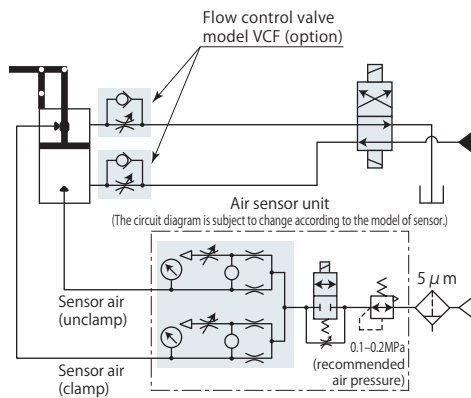 Flow control valve
model VCF (option)
Air sensor unit
(The circuit diagram is subject to change according to the model of sensor.)
5 μm
Sensor air
(unclamp)
0.1–0.2MPa
(recommended
air pressure)
Sensor air
(clamp)